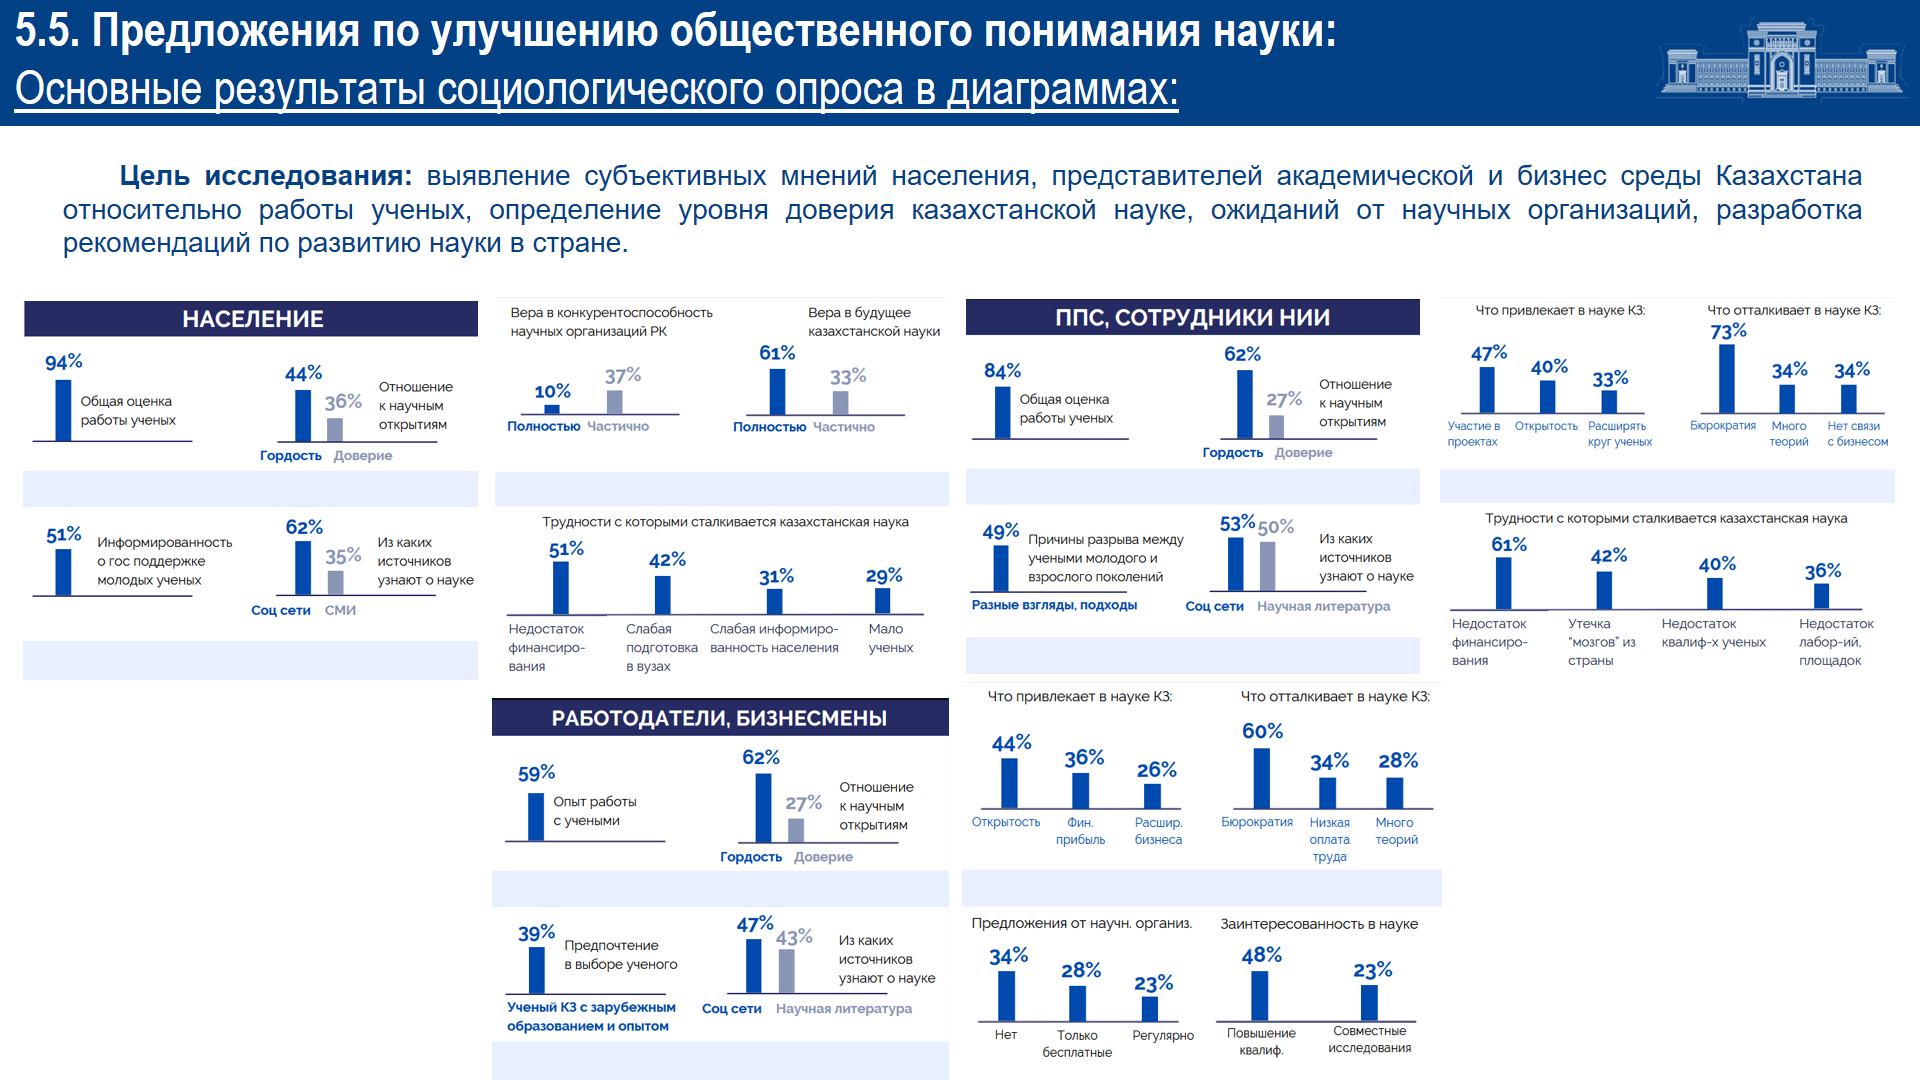 5.5. Предложения по улучшению общественного понимания науки:
Основные результаты социологического опроса в диаграммах:
Цель исследования: выявление субъективных мнений населения, представителей академической и бизнес среды Казахстана
относительно работы ученых, определение уровня доверия казахстанской науке, ожиданий от научных организаций, разработка
рекомендаций по развитию науки в стране.
НАСЕЛЕНИЕ
94%
Общая оценка
работы ученых
44%
36%
Отношение
к научным
открытиям
Гордость Доверие
51%
Информированность
о гос поддержке
молодых ученых
62%
35%
Из каких
источников
узнают о науке
Соц сети СМИ
Вера в конкурентоспособность
научных организаций РК
10%
37%
Полностью Частично
Вера в будущее
казахстанской науки
61%
33%
Полностью Частично
Трудности с которыми сталкивается казахстанская наука
51%
42%
31%
29%
Недостаток
финансиро-
вания
Слабая
подготовка
в вузах
Слабая информиро-
ванность населения
Мало
ученых
ППС, СОТРУДНИКИ НИИ
84%
Общая оценка
работы ученых
62%
27%
Отношение
к научным
открытиям
Гордость Доверие
49%
Причины разрыва между
учеными молодого и
взрослого поколений
Разные взгляды, подходы
53%
50%
Из каких
источников
узнают о науке
Соц сети Научная литература
Что привлекает в науке КЗ:
47%
40%
33%
Участие в
проектах
Открытость
Расширять
круг ученых
Что отталкивает в науке КЗ:
73%
34%
34%
Бюрократия
Много
теорий
Нет связи
с бизнесом
Трудности с которыми сталкивается казахстанская наука
61%
42%
40%
36%
Недостаток
финансиро-
вания
Утечка
“мозгов” из
страны
Недостаток
квалиф-х ученых
Недостаток
лабор-ий,
площадок
РАБОТОДАТЕЛИ, БИЗНЕСМЕНЫ
59%
Опыт работы
с учеными
62%
27%
Отношение
к научным
открытиям
Гордость Доверие
39%
Предпочтение
в выборе ученого
Ученый КЗ с зарубежным
образованием и опытом
47%
43%
Из каких
источников
узнают о науке
Соц сети Научная литература
Что привлекает в науке КЗ:
44%
36%
26%
Открытость
Фин.
прибыль
Расшир.
бизнеса
Что отталкивает в науке КЗ:
60%
34%
28%
Бюрократия
Низкая
оплата
труда
Много
теорий
Предложения от научн. организ.
34%
28%
23%
Нет
Только
бесплатные
Регулярно
Заинтересованность в науке
48%
23%
Повышение
квалиф.
Совместные
исследования